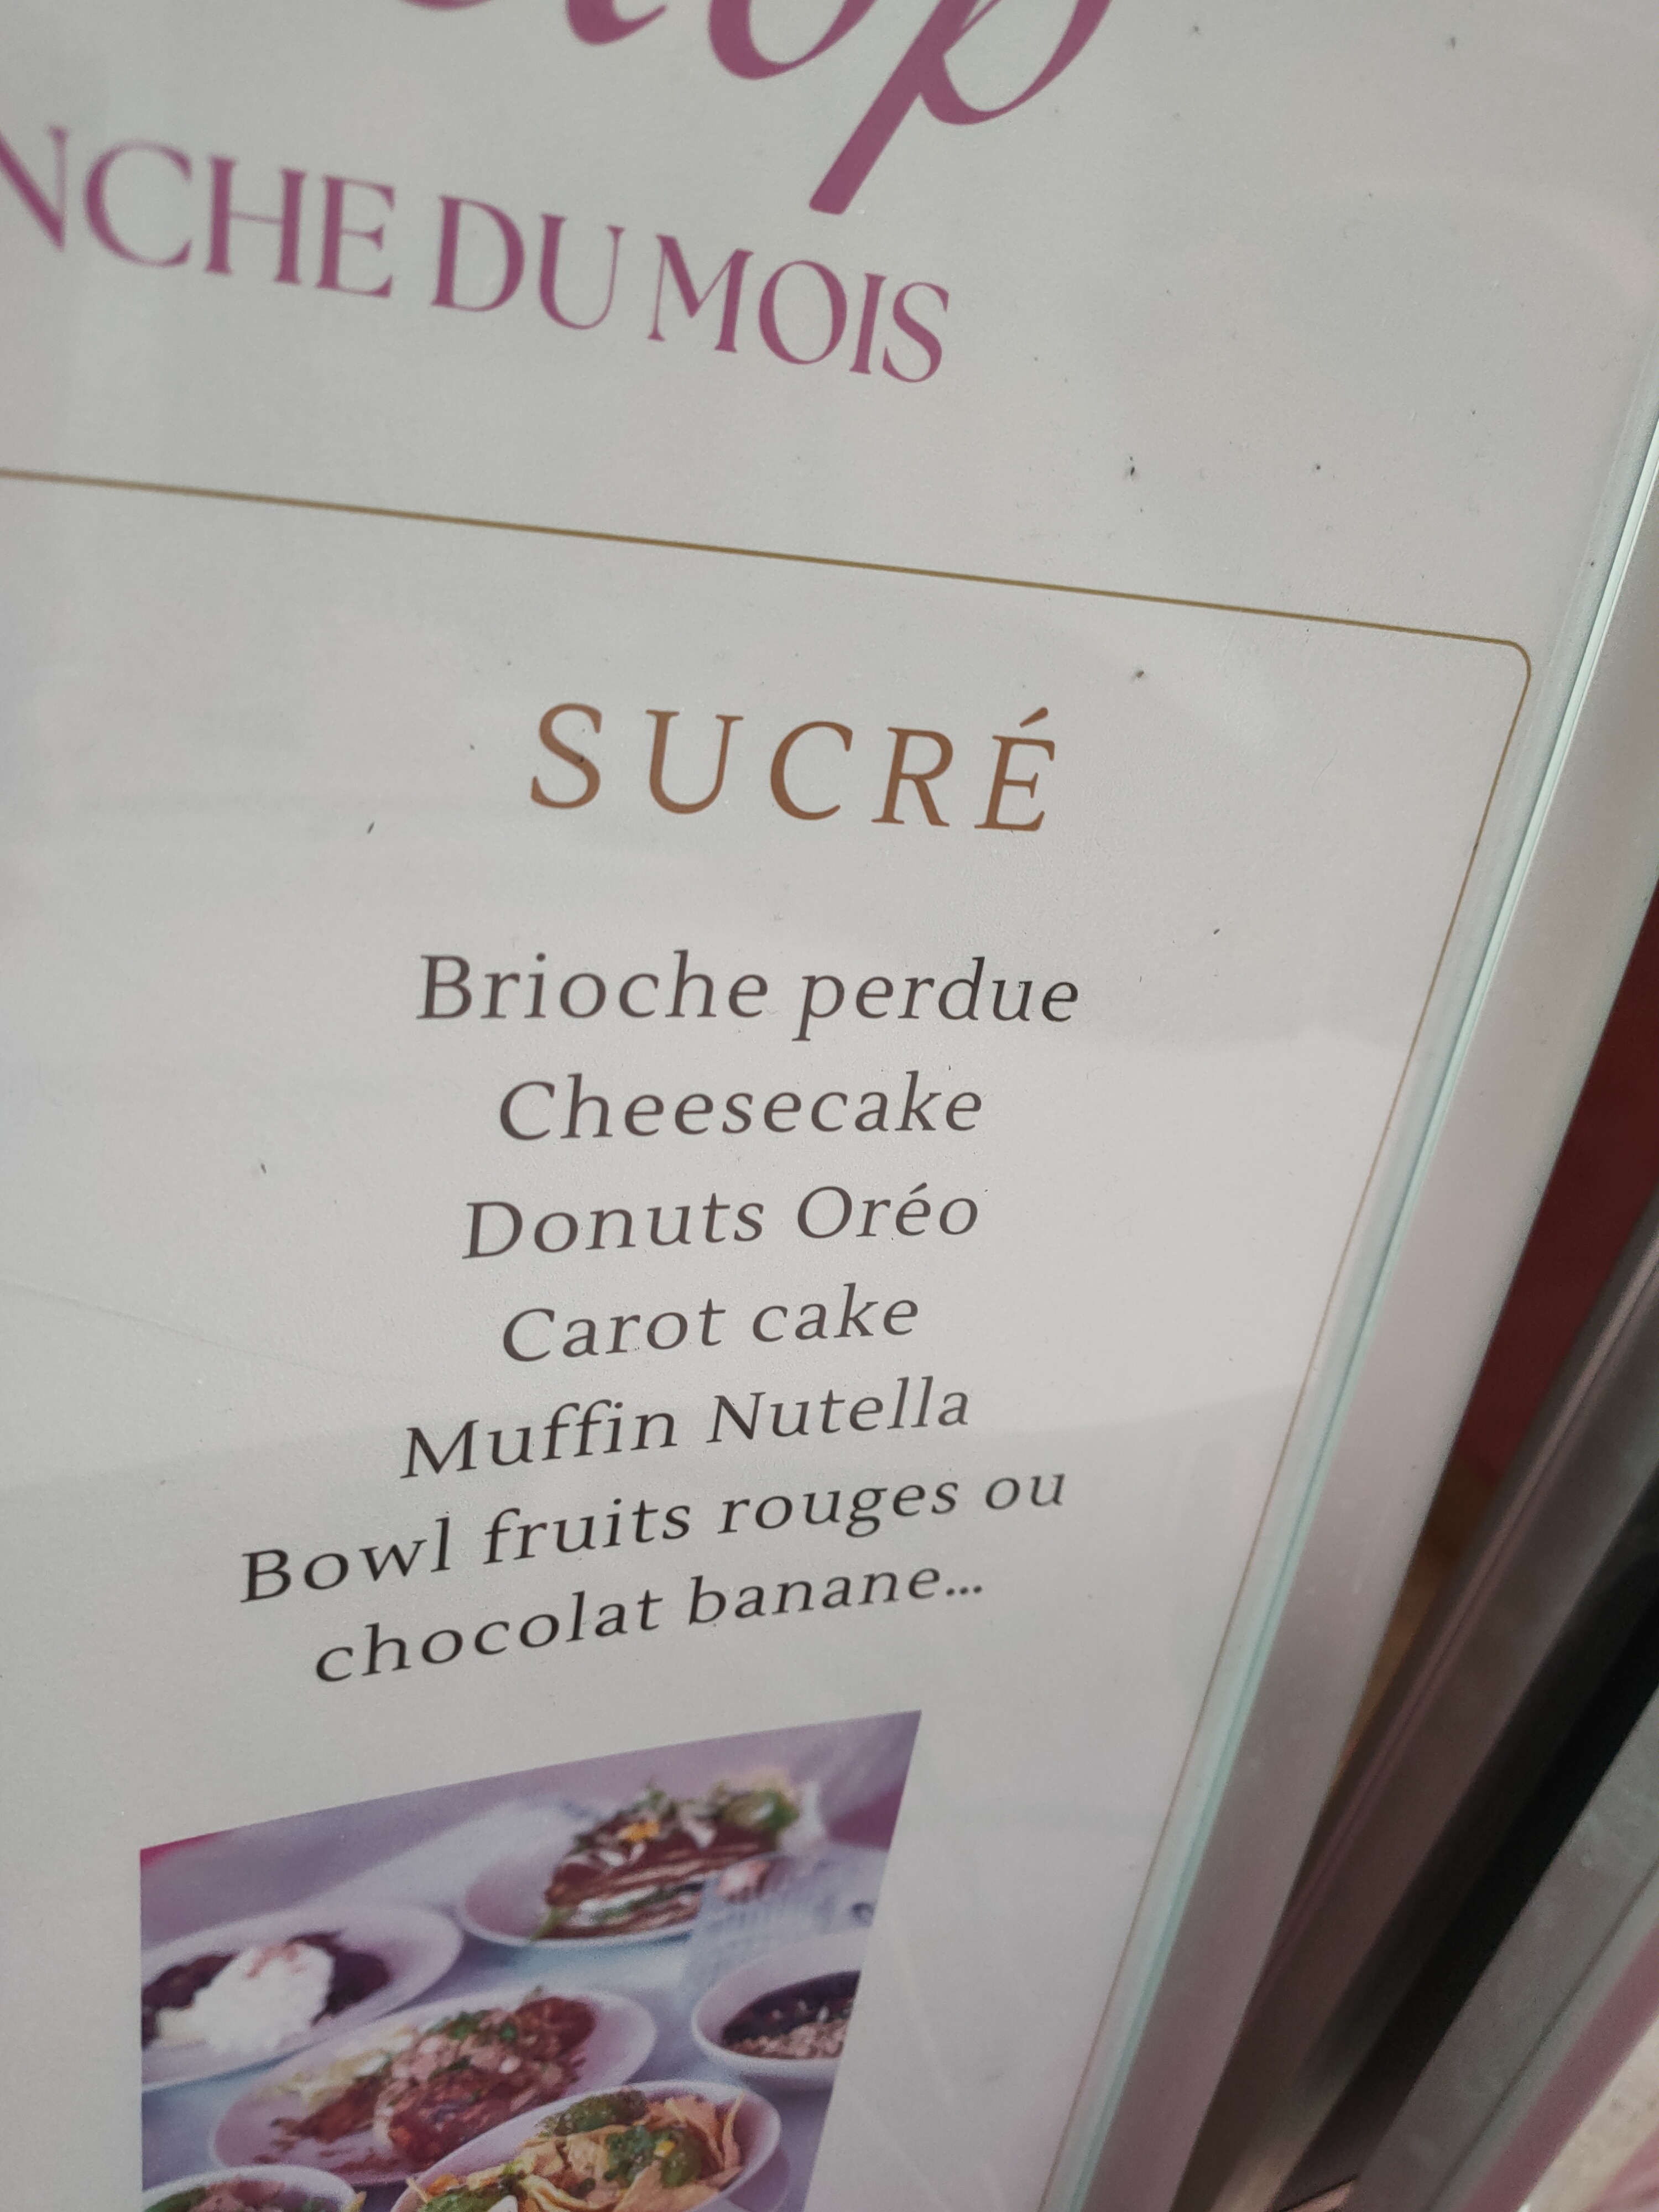 NCHE DU MOIS
SUCRÉ
Brioche perdue
Cheesecake
Donuts Oréo
Carot cake
Muffin Nutella
Bowl fruits rouges ou
chocolat banane...